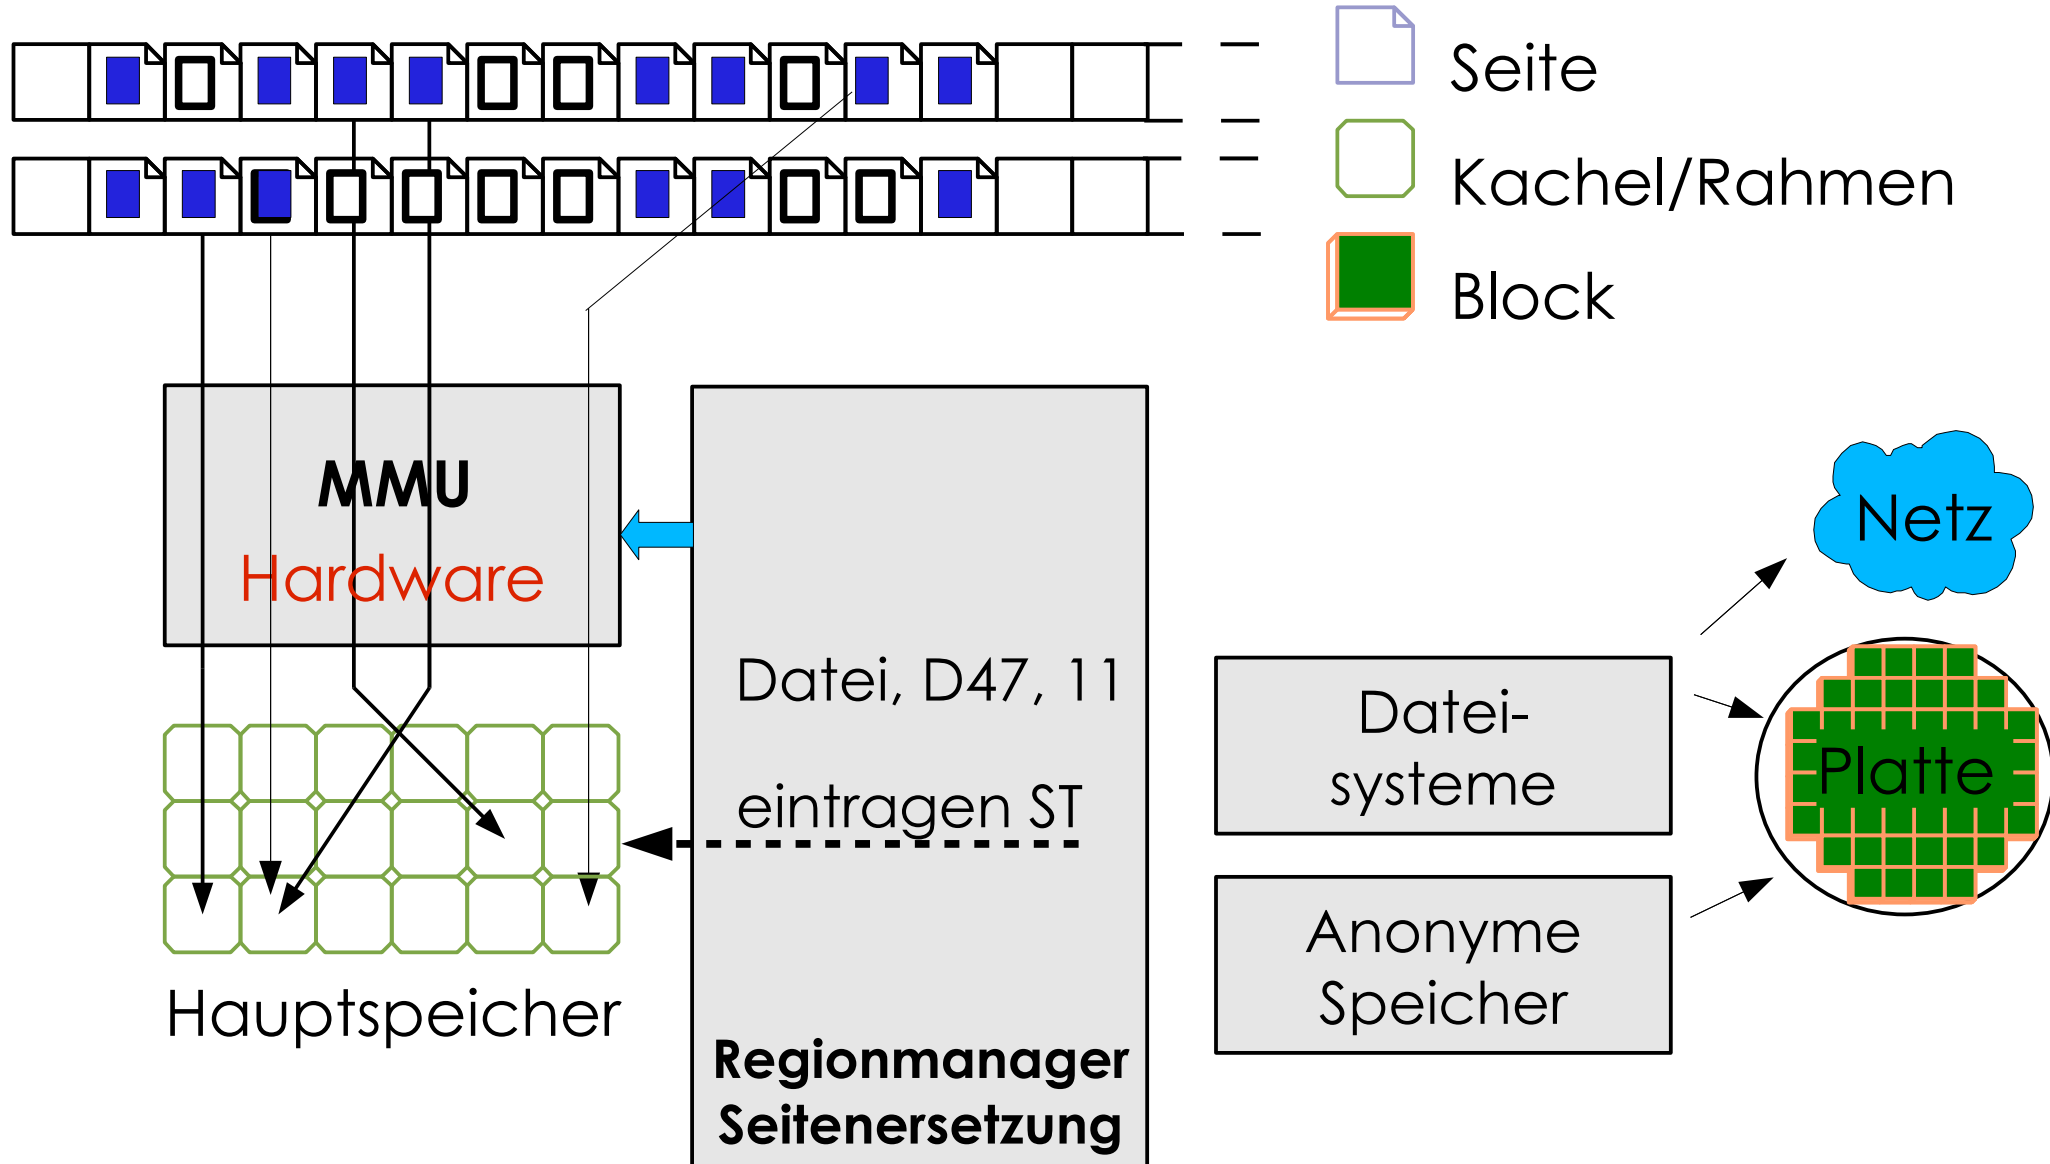 Seite
Kachel/Rahmen
Block
MMU
Hardware
Datei, D47, 11
eintragen ST
Regionmanager
Seitenersetzung
Hauptspeicher
Datei-
systeme
Anonyme
Speicher
Netz
Platte